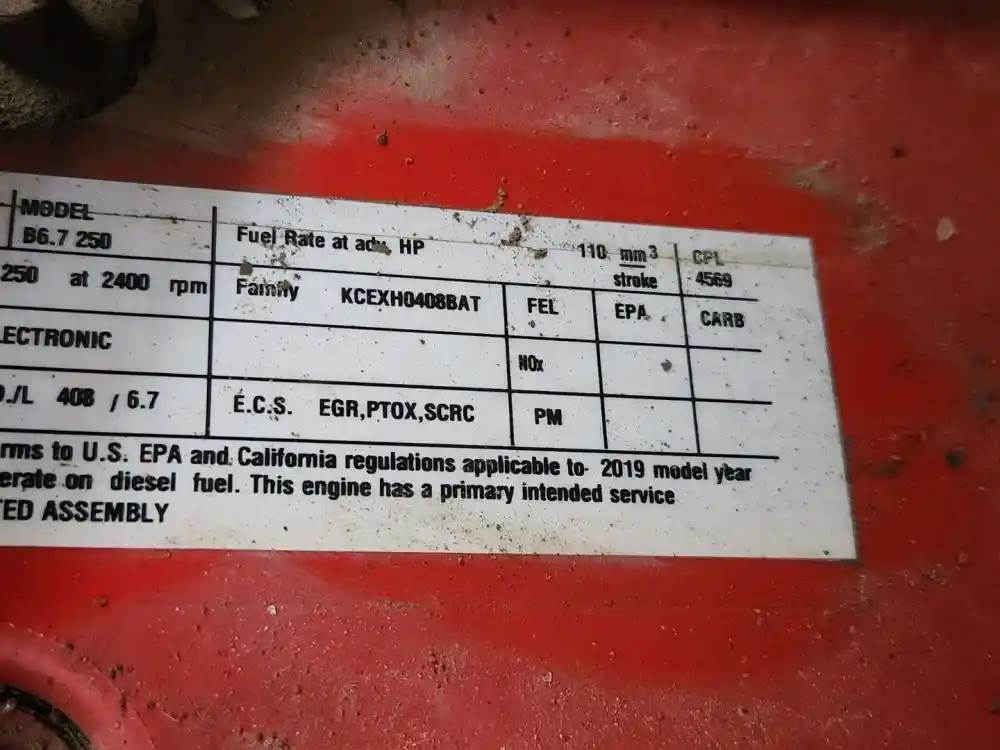 MODEL
B6.7 250
Fuel Rate at adv. HP 110 mm3
stroke
CPL
4569
250 at 2400 rpm
Family KCEXH0408BAT
FEL
EPA
CARB
LECTRONIC
NOx
O./L 408 / 6.7
E.C.S. EGR,PTOX,SCRC
PM
rms to U.S. EPA and California regulations applicable to 2019 model year
erate on diesel fuel. This engine has a primary intended service
TED ASSEMBLY